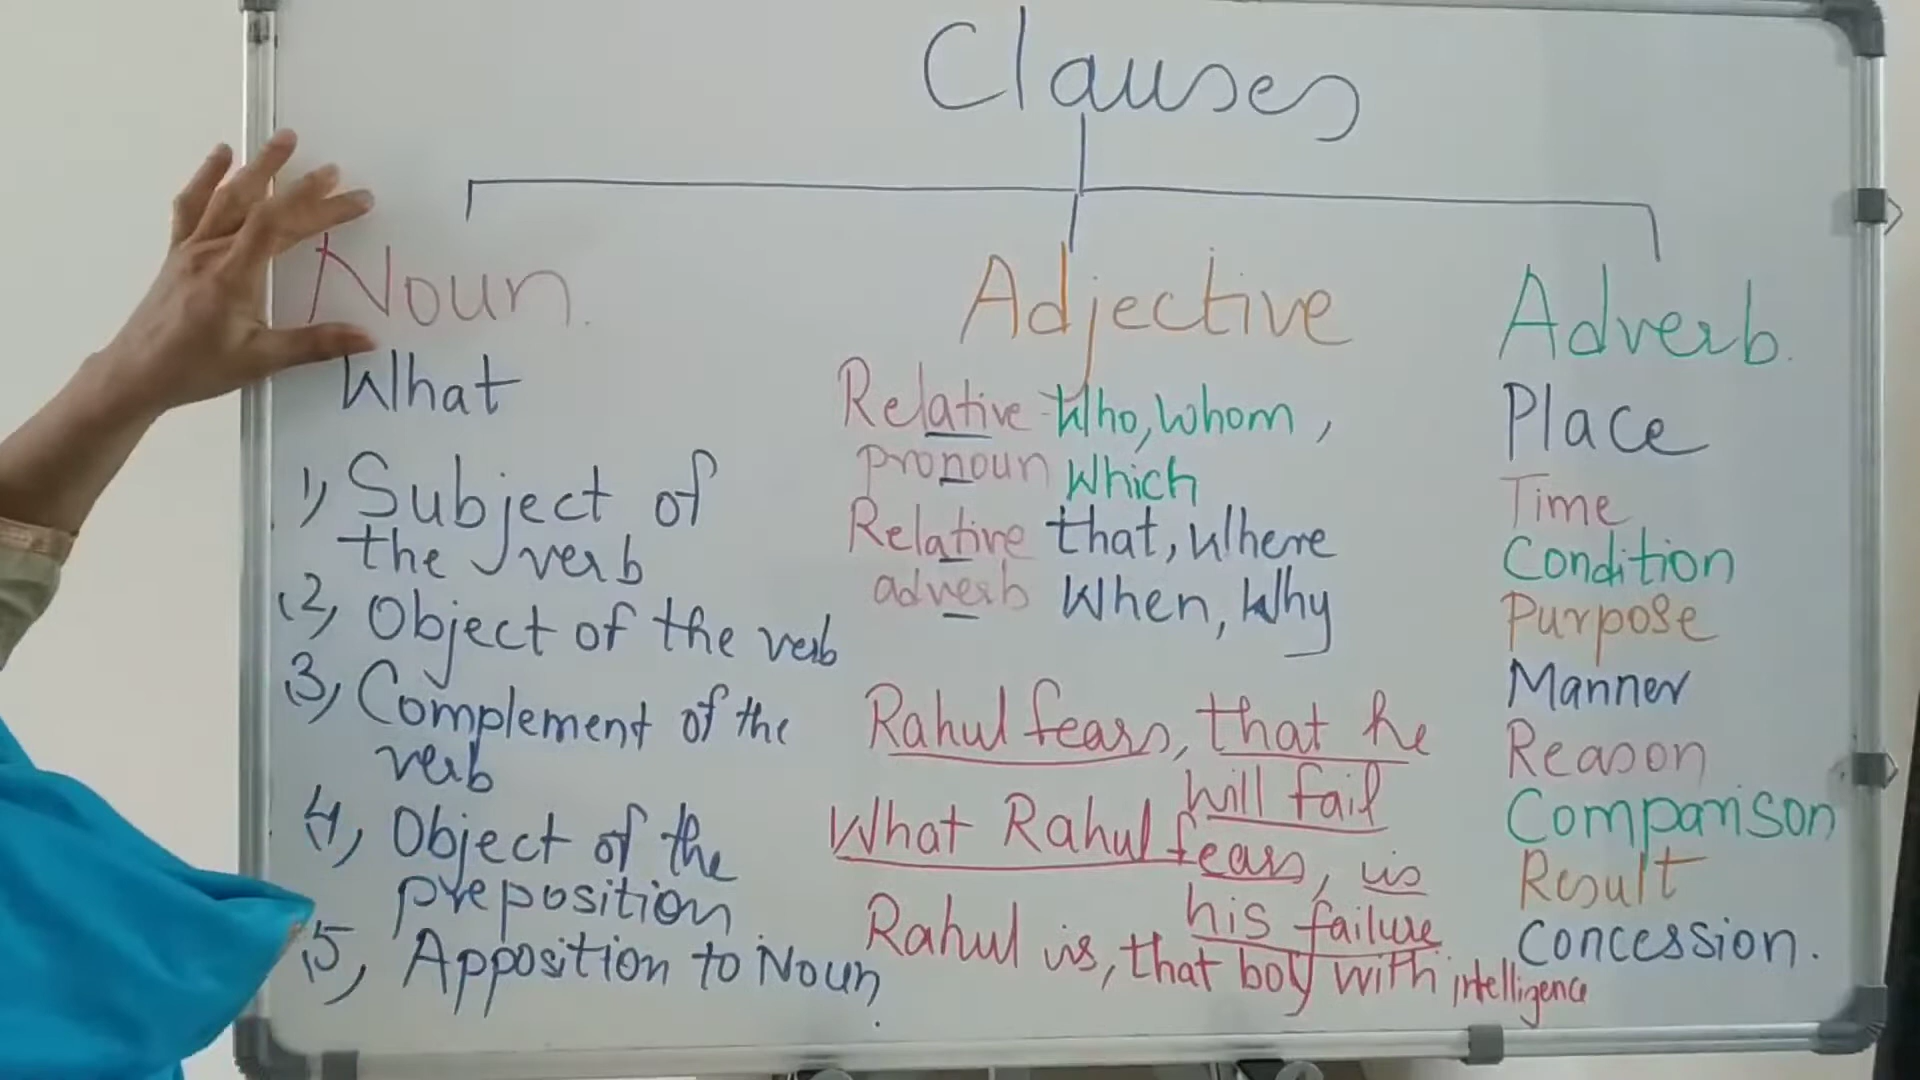 Clauses
Noun.
What
1) Subject of
the verb
2) Object of the verb
3) Complement of the
verb
4) Object of the
preposition
5) Apposition to Noun.
Adjective
Relative Who, Whom,
pronoun Which
Relative that, Where
adverb When, Why
Rahul fears, that he
will fail
What Rahul fears, is
his failure
Rahul is, that boy with intelligence
Adverb.
Place
Time
Condition
Purpose
Manner
Reason
Comparison
Result
Concession.